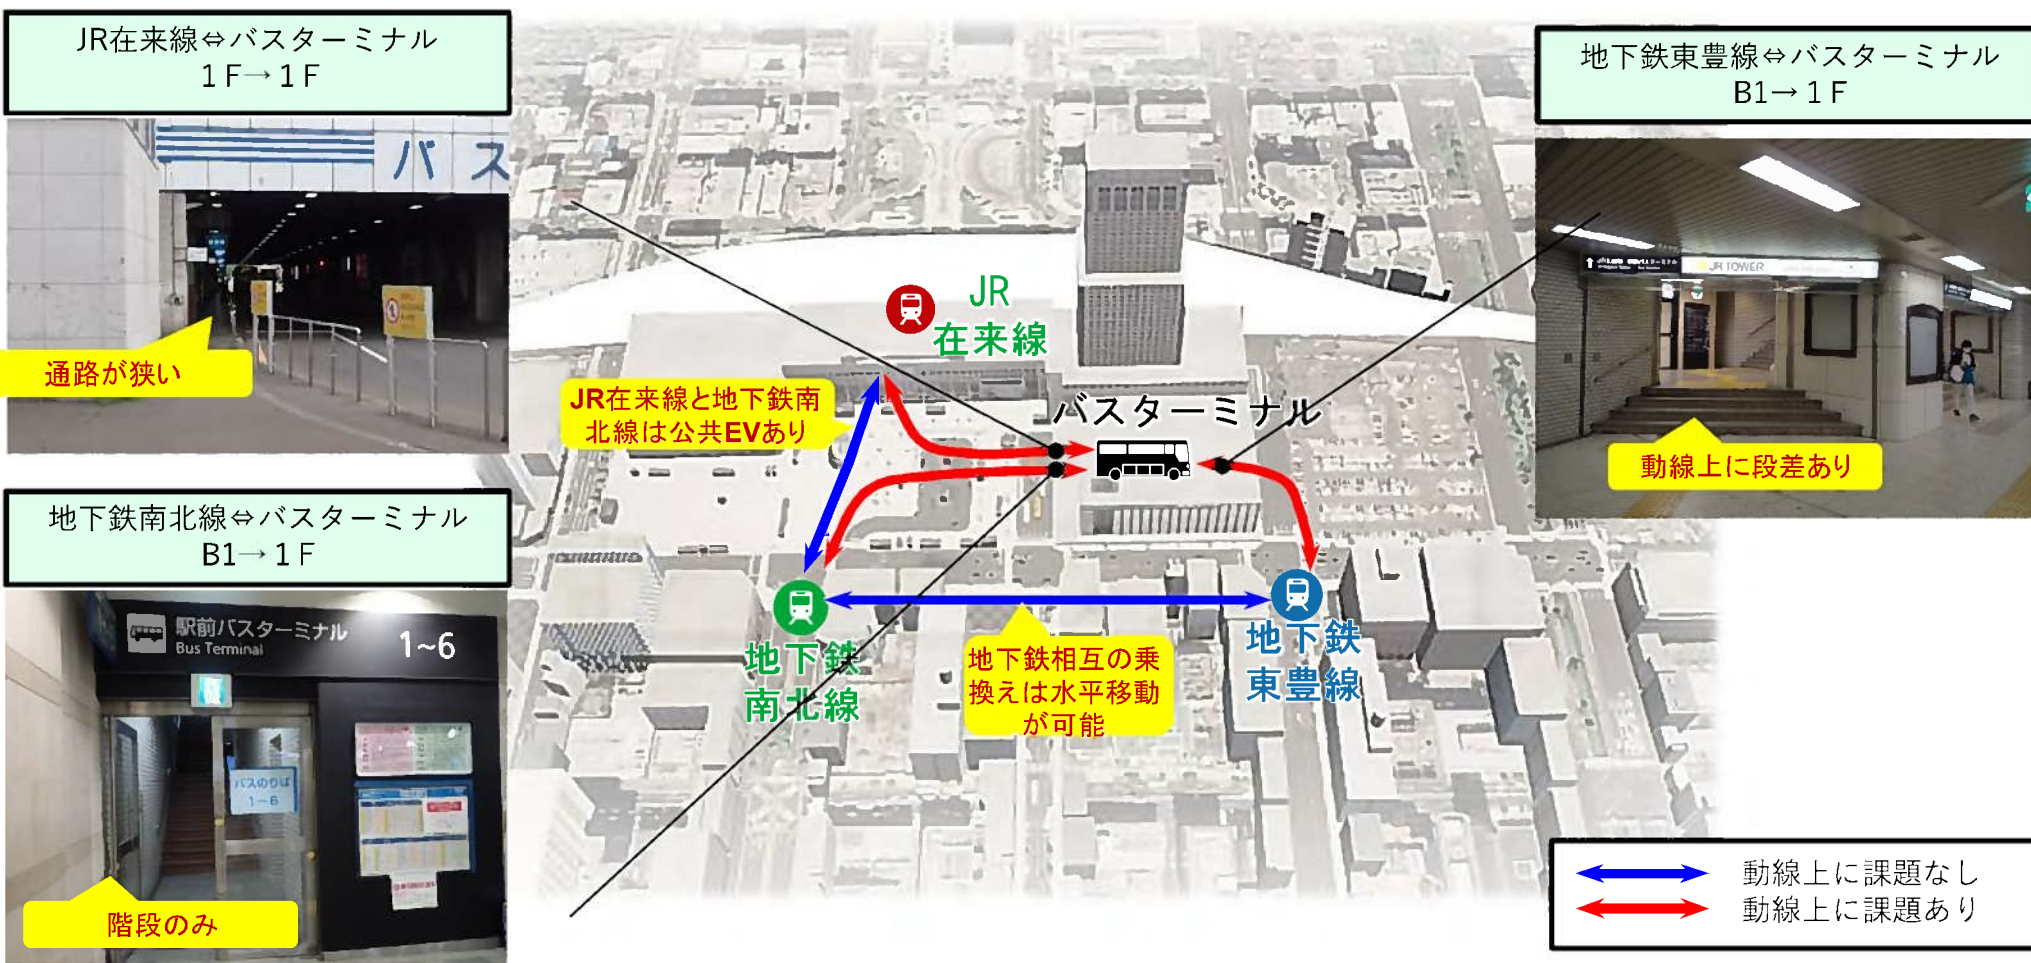 JR在来線⇔バスターミナル
1F→1F
バス
通路が狭い
地下鉄南北線⇔バスターミナル
B1→1F
駅前バスターミナル
Bus Terminal
1~6
バスのりば
1~6
階段のみ
JR
在来線
JR在来線と地下鉄南
北線は公共EVあり
バスターミナル
地下鉄
南北線
地下鉄相互の乗
換えは水平移動
が可能
地下鉄
東豊線
地下鉄東豊線⇔バスターミナル
B1→1F
JR TOWER
動線上に段差あり
動線上に課題なし
動線上に課題あり